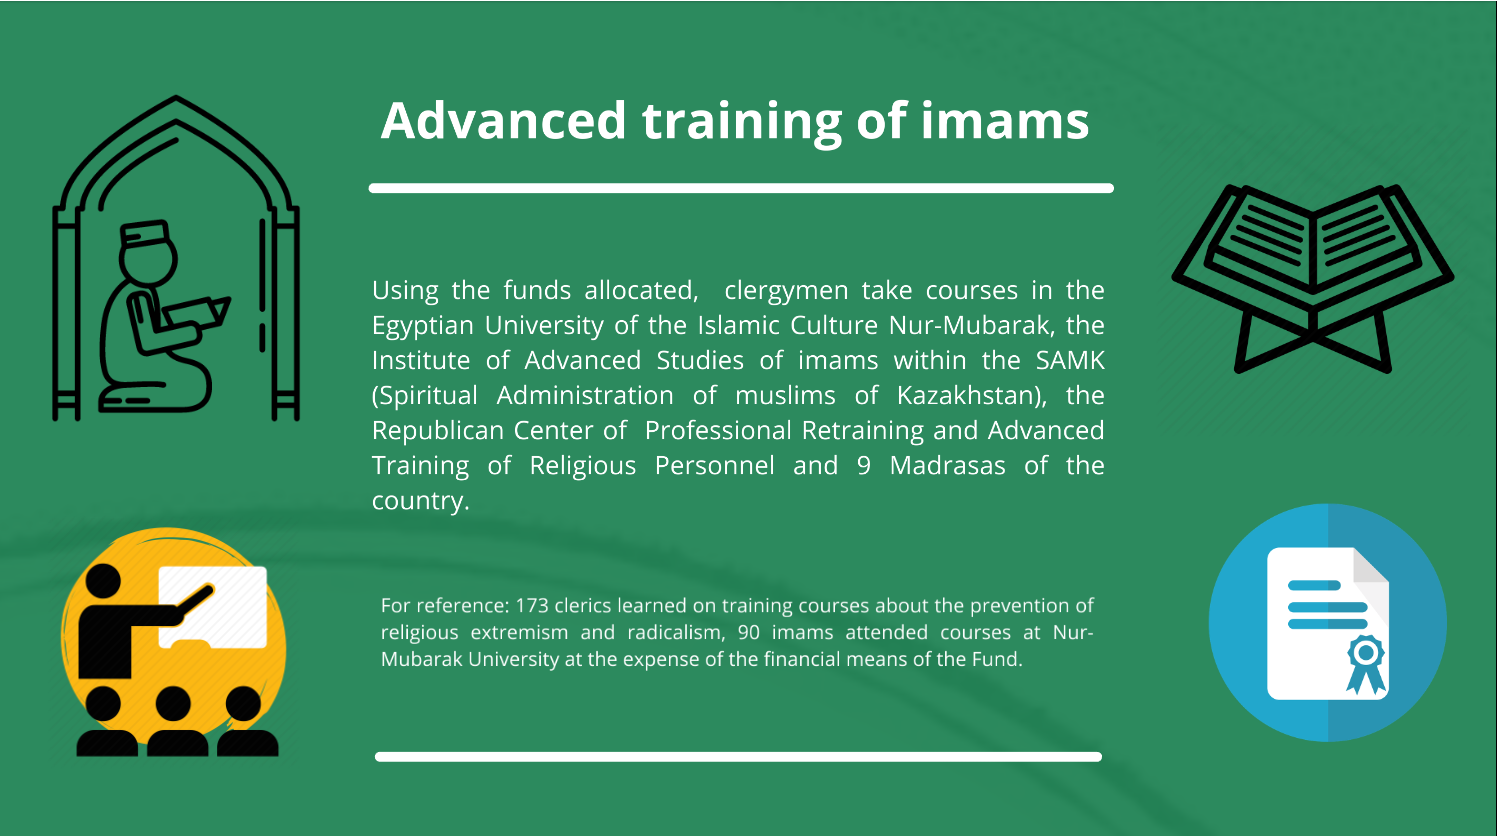 Advanced training of imams
Using the funds allocated, clergymen take courses in the
Egyptian University of the Islamic Culture Nur-Mubarak, the
Institute of Advanced Studies of imams within the SAMK
(Spiritual Administration of muslims of Kazakhstan), the
Republican Center of Professional Retraining and Advanced
Training of Religious Personnel and 9 Madrasas of the
country.
For reference: 173 clerics learned on training courses about the prevention of
religious extremism and radicalism, 90 imams attended courses at Nur-
Mubarak University at the expense of the financial means of the Fund.